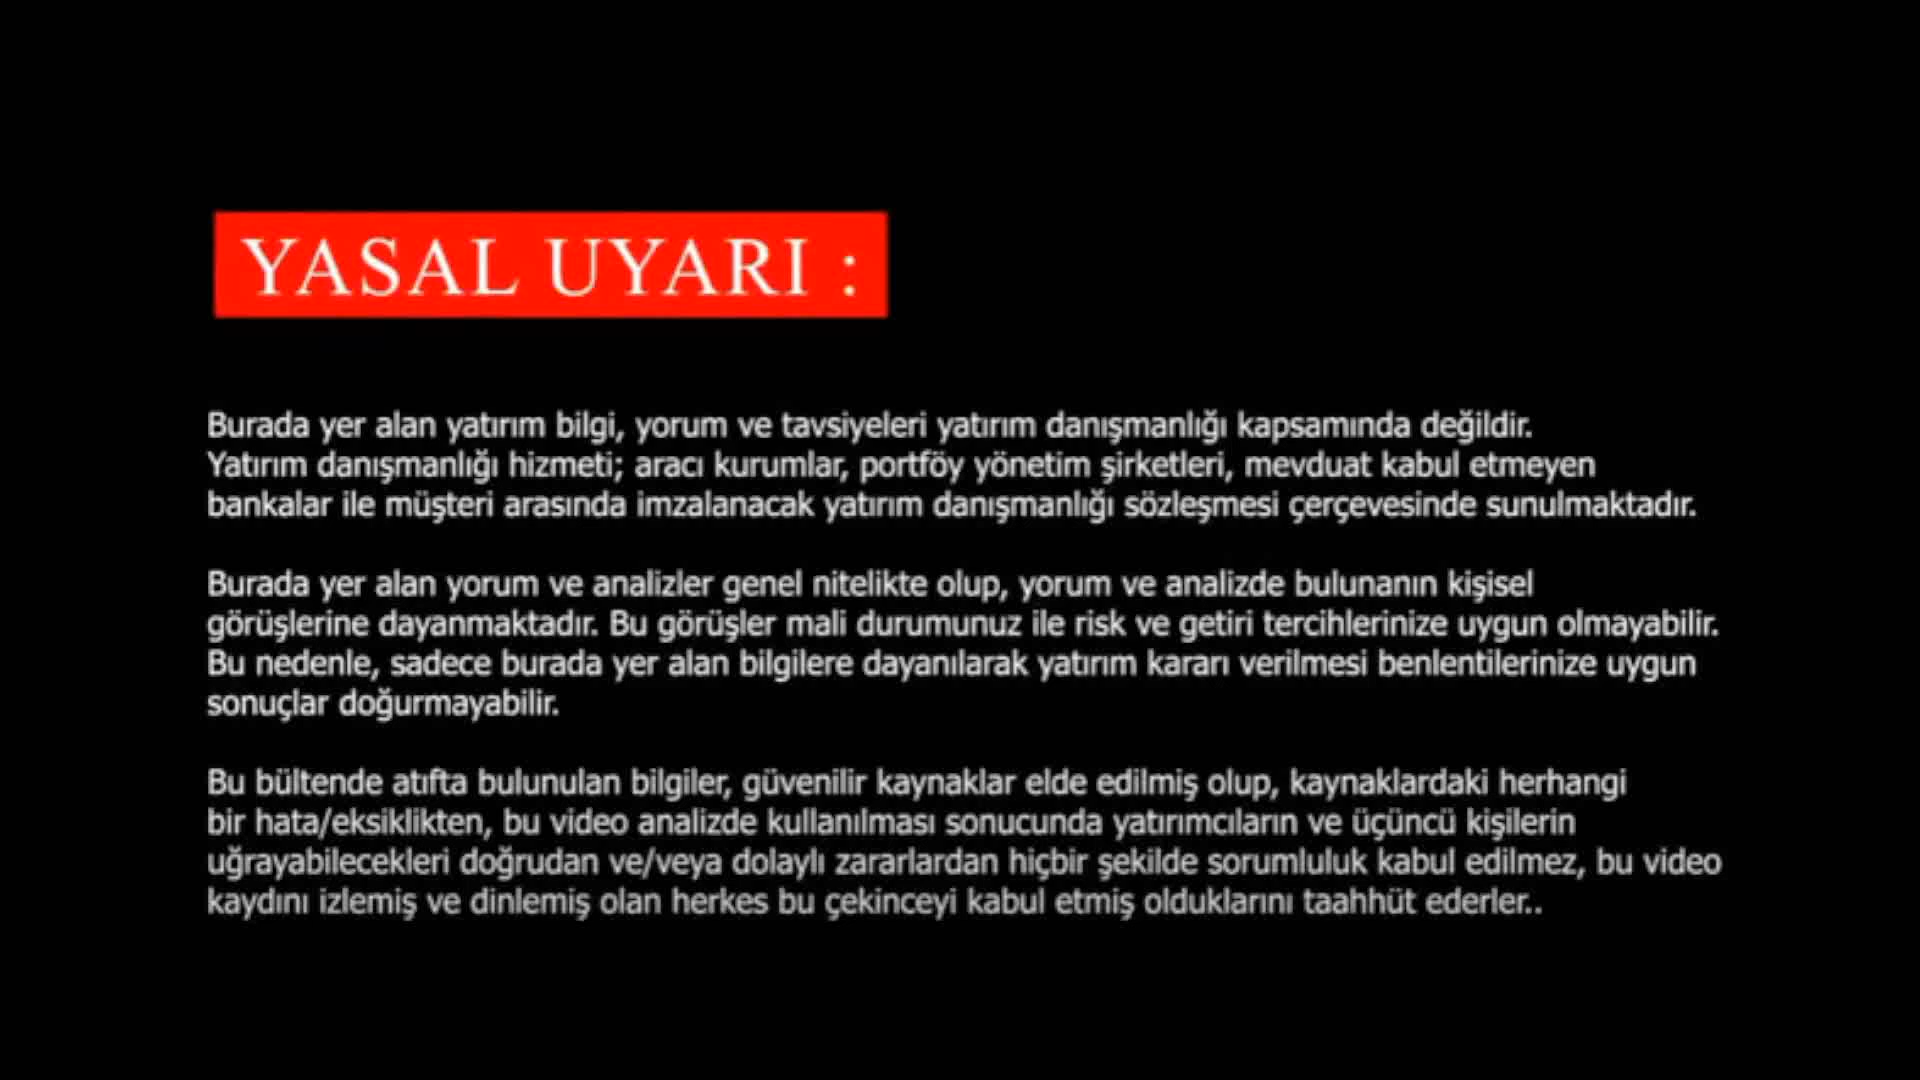 YASAL UYARI :
Burada yer alan yatırım bilgi, yorum ve tavsiyeleri yatırım danışmanlığı kapsamında değildir.
Yatırım danışmanlığı hizmeti; aracı kurumlar, portföy yönetim şirketleri, mevduat kabul etmeyen
bankalar ile müşteri arasında imzalanacak yatırım danışmanlığı sözleşmesi çerçevesinde sunulmaktadır.
Burada yer alan yorum ve analizler genel nitelikte olup, yorum ve analizde bulunanın kişisel
görüşlerine dayanmaktadır. Bu görüşler mali durumunuz ile risk ve getiri tercihlerinize uygun olmayabilir.
Bu nedenle, sadece burada yer alan bilgilere dayanılarak yatırım kararı verilmesi benlentilerinize uygun
sonuçlar doğurmayabilir.
Bu bültende atıfta bulunulan bilgiler, güvenilir kaynaklar elde edilmiş olup, kaynaklardaki herhangi
bir hata/eksiklikten, bu video analizde kullanılması sonucunda yatırımcıların ve üçüncü kişilerin
uğrayabilecekleri doğrudan ve/veya dolaylı zararlardan hiçbir şekilde sorumluluk kabul edilmez, bu video
kaydını izlemiş ve dinlemiş olan herkes bu çekinceyi kabul etmiş olduklarını taahhüt ederler..